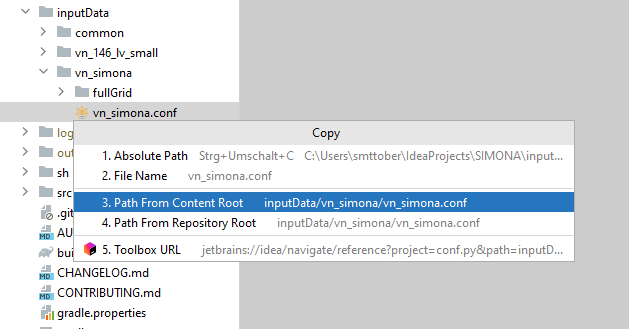 inputData
common
vn_146_lv_small
vn_simona
fullGrid
vn_simona.conf
log
Copy
out
1. Absolute Path Strg+Umschalt+C C:\Users\smttober\IdeaProjects\SIMONA\input...
sh
2. File Name vn_simona.conf
src
3. Path From Content Root inputData/vn_simona/vn_simona.conf
.gi
4. Path From Repository Root inputData/vn_simona/vn_simona.conf
AU
bui
5. Toolbox URL jetbrains://idea/navigate/reference?project=conf.py&path=inputD...
CHANGELOG.md
CONTRIBUTING.md
gradle.properties